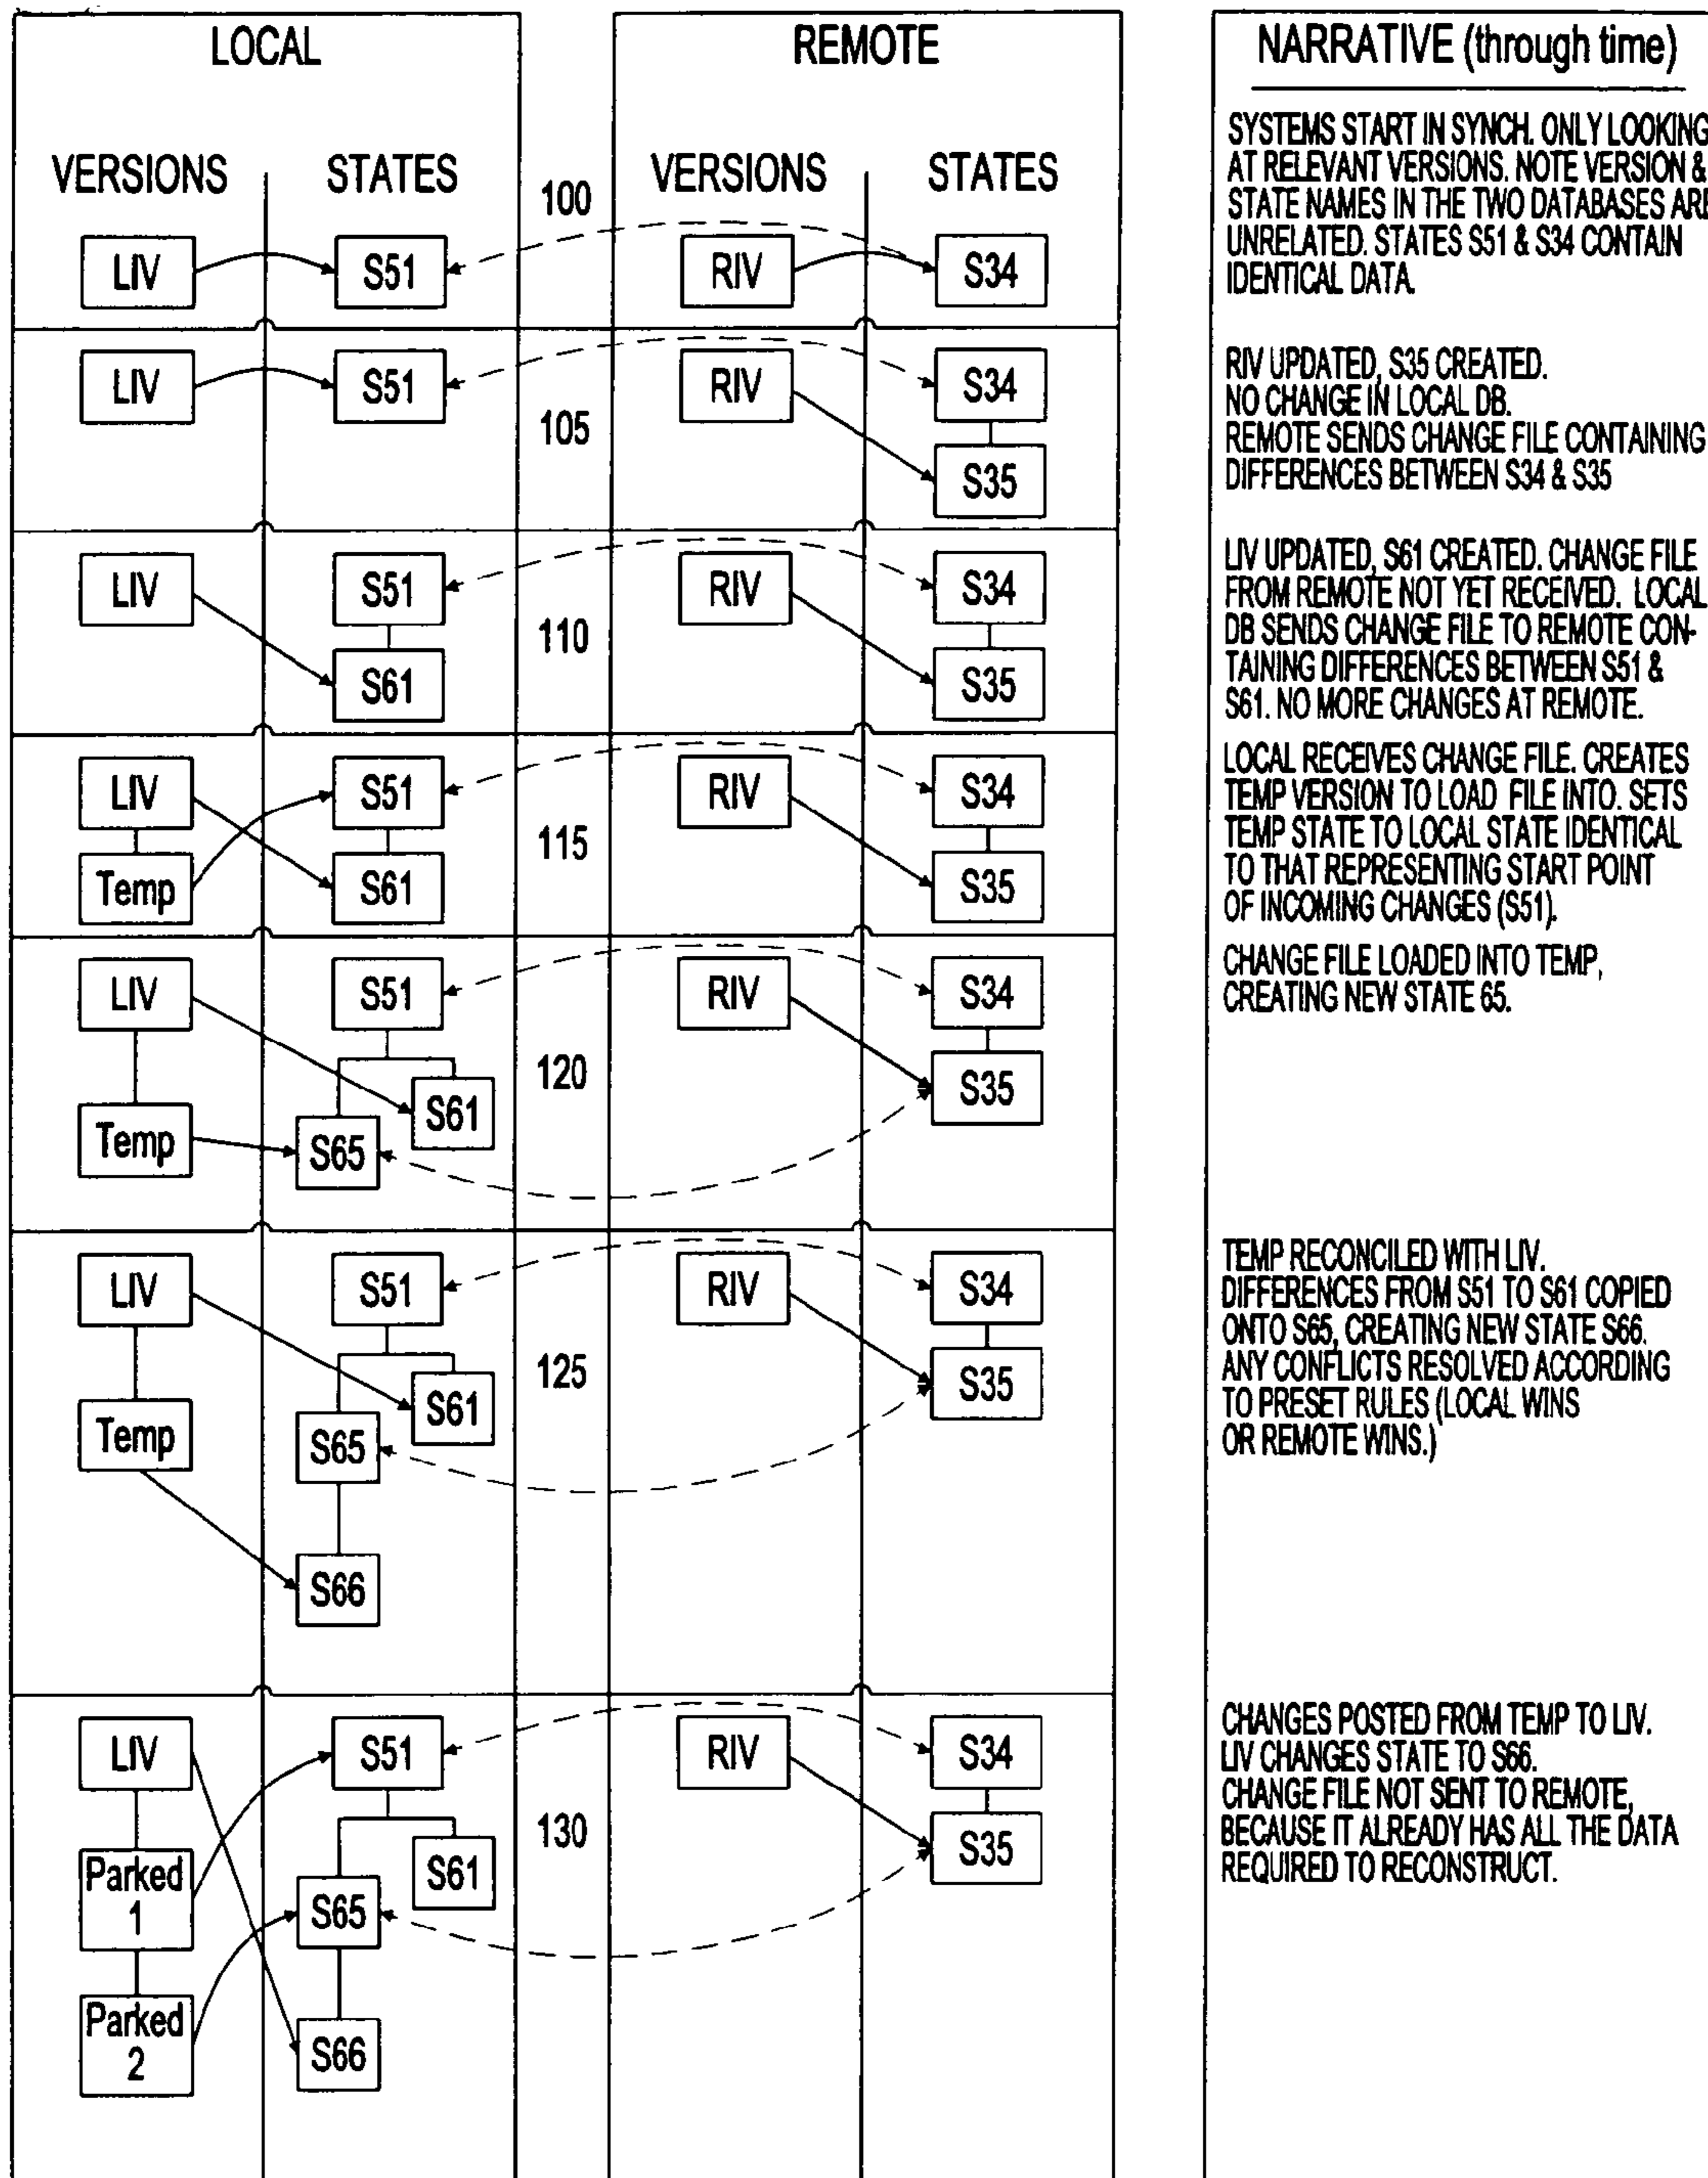 LOCAL
REMOTE
NARRATIVE (through time)
VERSIONS
STATES
100
VERSIONS
STATES
LIV
S51
RIV
S34
SYSTEMS START IN SYNCH. ONLY LOOKING
AT RELEVANT VERSIONS. NOTE VERSION &
STATE NAMES IN THE TWO DATABASES ARE
UNRELATED. STATES S51 & S34 CONTAIN
IDENTICAL DATA.
LIV
S51
105
RIV
S34
S35
RIV UPDATED, S35 CREATED.
NO CHANGE IN LOCAL DB.
REMOTE SENDS CHANGE FILE CONTAINING
DIFFERENCES BETWEEN S34 & S35
LIV
S51
S61
110
RIV
S34
S35
LIV UPDATED, S61 CREATED. CHANGE FILE
FROM REMOTE NOT YET RECEIVED. LOCAL
DB SENDS CHANGE FILE TO REMOTE CON-
TAINING DIFFERENCES BETWEEN S51 &
S61. NO MORE CHANGES AT REMOTE.
LIV
Temp
S51
S61
115
RIV
S34
S35
LOCAL RECEIVES CHANGE FILE. CREATES
TEMP VERSION TO LOAD FILE INTO. SETS
TEMP STATE TO LOCAL STATE IDENTICAL
TO THAT REPRESENTING START POINT
OF INCOMING CHANGES (S51).
LIV
Temp
S51
S61
S65
120
RIV
S34
S35
CHANGE FILE LOADED INTO TEMP,
CREATING NEW STATE 65.
LIV
Temp
S51
S61
S65
S66
125
RIV
S34
S35
TEMP RECONCILED WITH LIV.
DIFFERENCES FROM S51 TO S61 COPIED
ONTO S65, CREATING NEW STATE S66.
ANY CONFLICTS RESOLVED ACCORDING
TO PRESET RULES (LOCAL WINS
OR REMOTE WINS.)
LIV
Parked
1
Parked
2
S51
S61
S65
S66
130
RIV
S34
S35
CHANGES POSTED FROM TEMP TO LIV.
LIV CHANGES STATE TO S66.
CHANGE FILE NOT SENT TO REMOTE,
BECAUSE IT ALREADY HAS ALL THE DATA
REQUIRED TO RECONSTRUCT.